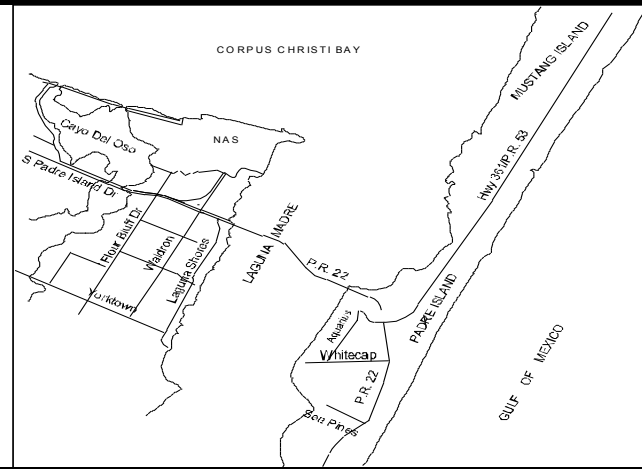 CORPUS CHRISTI BAY
MUSTANG ISLAND
Cayo Del Oso
NAS
Hwy 361/P.R. 53
S Padre Island Dr
Flour Bluff Dr
Waldron
Laguna Shores
LAGUNA MADRE
P.R. 22
Yorktown
PADRE ISLAND
Aquarius
Whitecap
P.R. 22
GULF OF MEXICO
Sea Pines